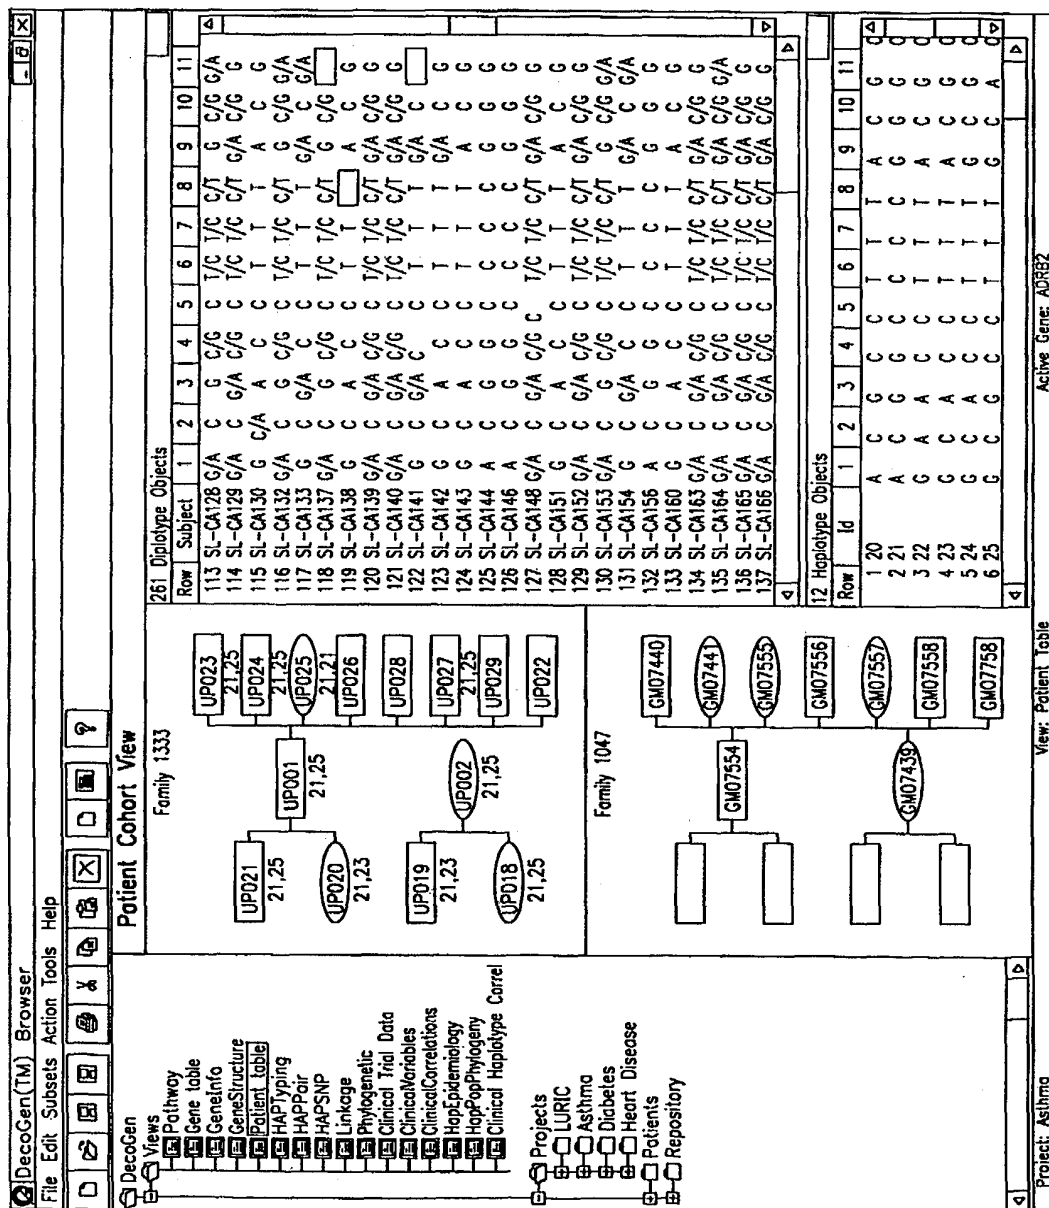 DecoGen(TM) Browser
File Edit Subsets Action Tools Help
DecoGen
Views
Pathway
Gene table
GeneInfo
GeneStructure
Patient table
HAPTyping
HAPPair
HAPSNP
Linkage
Phylogenetic
Clinical Trial Data
ClinicalVariables
ClinicalCorrelations
HapEpidemiology
HapPopPhylogeny
Clinical Haplotype Correl
Projects
LURIC
Asthma
Diabetes
Heart Disease
Patients
Repository
Patient Cohort View
Family 1333
UP021
21,25
UP020
21,23
UP019
21,23
UP018
21,25
UP001
21,25
UP002
21,25
UP023
21,25
UP024
21,25
UP025
21,21
UP026
UP028
UP027
21,25
UP029
UP022
Family 1047
GM07554
GM07439
GM07440
GM07441
GM07555
GM07556
GM07557
GM07558
GM07758
261 Diplotype Objects
Row Subject 1 2 3 4 5 6 7 8 9 10 11
113 SL-CA128 G/A C G C/G C T/C T/C C/T G C/G G/A
114 SL-CA129 G/A C G/A C/G C T/C T/C C/T G/A C/G G
115 SL-CA130 G C/A A C C T T T A C G
116 SL-CA132 G/A C G C/G C T/C T/C C/T G C/G G/A
117 SL-CA133 G C G/A C C T T T G/A C G/A
118 SL-CA137 G/A C G C/G C T/C T/C C/T G C/G
119 SL-CA138 G C A C C T T A C G
120 SL-CA139 G/A C G/A C/G C T/C T/C C/T G/A C/G G
121 SL-CA140 G/A C G/A C/G C T/C T/C C/T G/A C/G G
122 SL-CA141 G C G/A C C T T T G/A C
123 SL-CA142 G C A C C T T T G/A C G
124 SL-CA143 G C A C C T T T A C G
125 SL-CA144 A C G G C C C C G G G
126 SL-CA146 A C G G C C C C G G G
127 SL-CA148 G/A C G/A C/G C T/C T/C C/T G/A C/G G
128 SL-CA151 G C A C C T T T A C G
129 SL-CA152 G/A C G/A C/G C T/C T/C C/T G/A C/G G
130 SL-CA153 G/A C G C/G C T/C T/C C/T G C/G G/A
131 SL-CA154 G C G/A C C T T T G/A C G/A
132 SL-CA156 A C G G C C C C G G G
133 SL-CA160 G C A C C T T T A C G
134 SL-CA163 G/A C G/A C/G C T/C T/C C/T G/A C/G G
135 SL-CA164 G/A C G/A C/G C T/C T/C C/T G/A C/G G/A
136 SL-CA165 G/A C G/A C/G C T/C T/C C/T G/A C/G G
137 SL-CA166 G/A C G/A C/G C T/C T/C C/T G/A C/G G
12 Haplotype Objects
Row Id 1 2 3 4 5 6 7 8 9 10 11
1 20 A C G C C T T T A C G
2 21 A C G G C C C C G G G
3 22 G A A C C T T T A C G
4 23 G C A C C T T T A C G
5 24 G C A C C T T T G C G
6 25 G C G C C T T T G C A
Project: Asthma
View: Patient Table
Active Gene: ADRB2